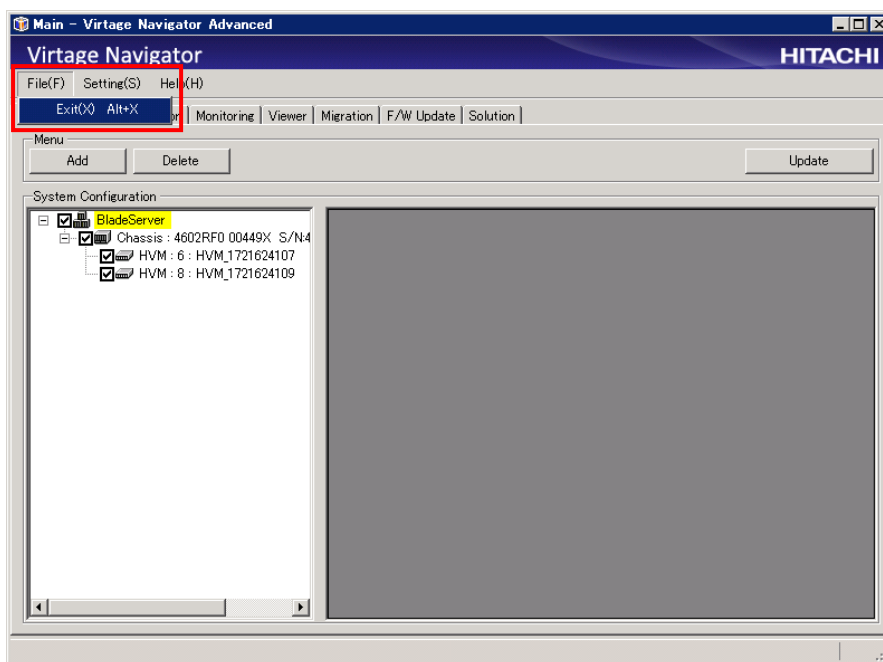 Main - Virtage Navigator Advanced
Virtage Navigator HITACHI
File(F) Setting(S) Help(H)
Exit(X) Alt+X
Monitoring Viewer Migration F/W Update Solution
Menu
Add Delete Update
System Configuration
BladeServer
Chassis : 4602RF0 00449X S/N:4
HVM : 6 : HVM_1721624107
HVM : 8 : HVM_1721624109